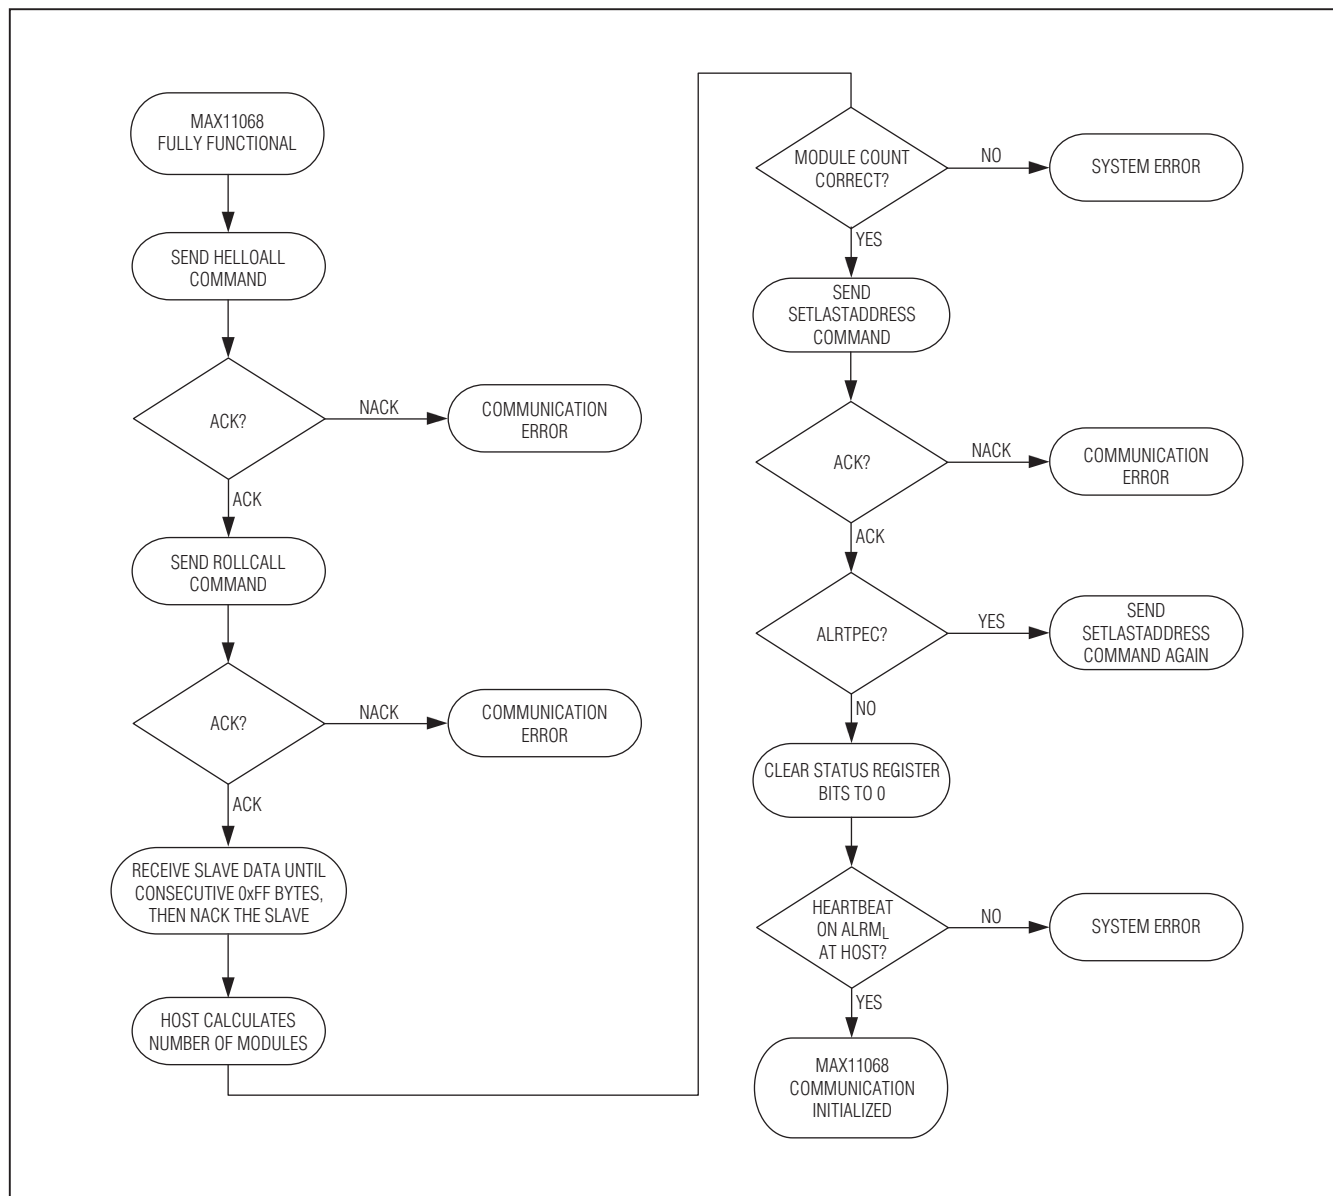 MAX11068
FULLY FUNCTIONAL
SEND HELLOALL
COMMAND
ACK?
NACK
COMMUNICATION
ERROR
ACK
SEND ROLLCALL
COMMAND
ACK?
NACK
COMMUNICATION
ERROR
ACK
RECEIVE SLAVE DATA UNTIL
CONSECUTIVE 0xFF BYTES,
THEN NACK THE SLAVE
HOST CALCULATES
NUMBER OF MODULES
MODULE COUNT
CORRECT?
NO
SYSTEM ERROR
YES
SEND
SETLASTADDRESS
COMMAND
ACK?
NACK
COMMUNICATION
ERROR
ACK
ALRTPEC?
YES
SEND
SETLASTADDRESS
COMMAND AGAIN
NO
CLEAR STATUS REGISTER
BITS TO 0
HEARTBEAT
ON ALRML
AT HOST?
NO
SYSTEM ERROR
YES
MAX11068
COMMUNICATION
INITIALIZED